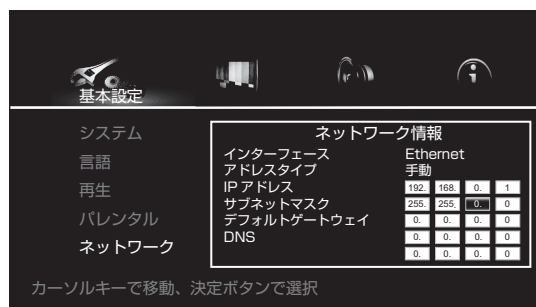 基本設定
システム
言語
再生
パレンタル
ネットワーク
ネットワーク情報
インターフェース Ethernet
アドレスタイプ 手動
IP アドレス 192. 168. 0. 1
サブネットマスク 255. 255. 0. 0
デフォルトゲートウェイ 0. 0. 0. 0
DNS 0. 0. 0. 0
0. 0. 0. 0
カーソルキーで移動、決定ボタンで選択